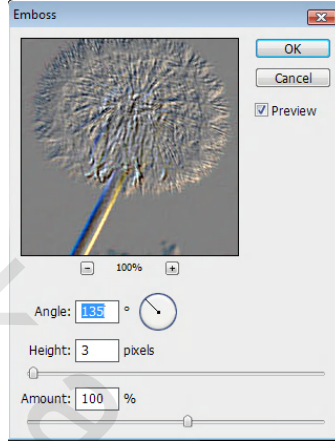 Emboss
OK
Cancel
Preview
- 100% +
Angle: 135 °
Height: 3 pixels
Amount: 100 %